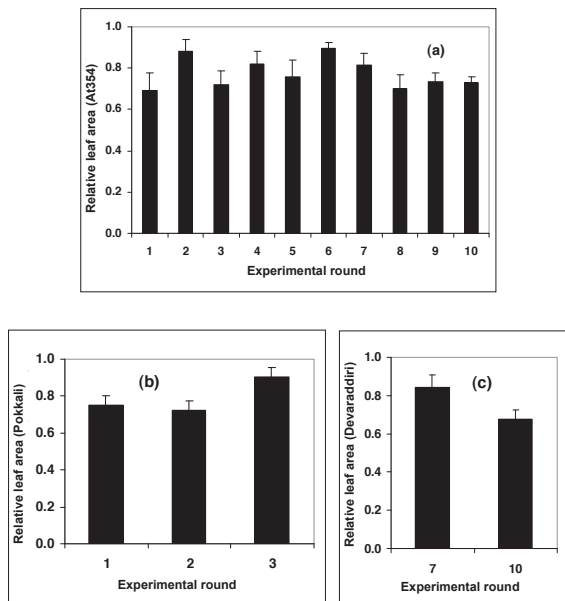 Relative leaf area (At354)
1.0
0.8
0.6
0.4
0.2
0.0
(a)
1 2 3 4 5 6 7 8 9 10
Experimental round
Relative leaf area (Pokkali)
1.0
0.8
0.6
0.4
0.2
0.0
(b)
1 2 3
Experimental round
Relative leaf area (Devaraddiri)
1.0
0.8
0.6
0.4
0.2
0.0
(c)
7 10
Experimental round